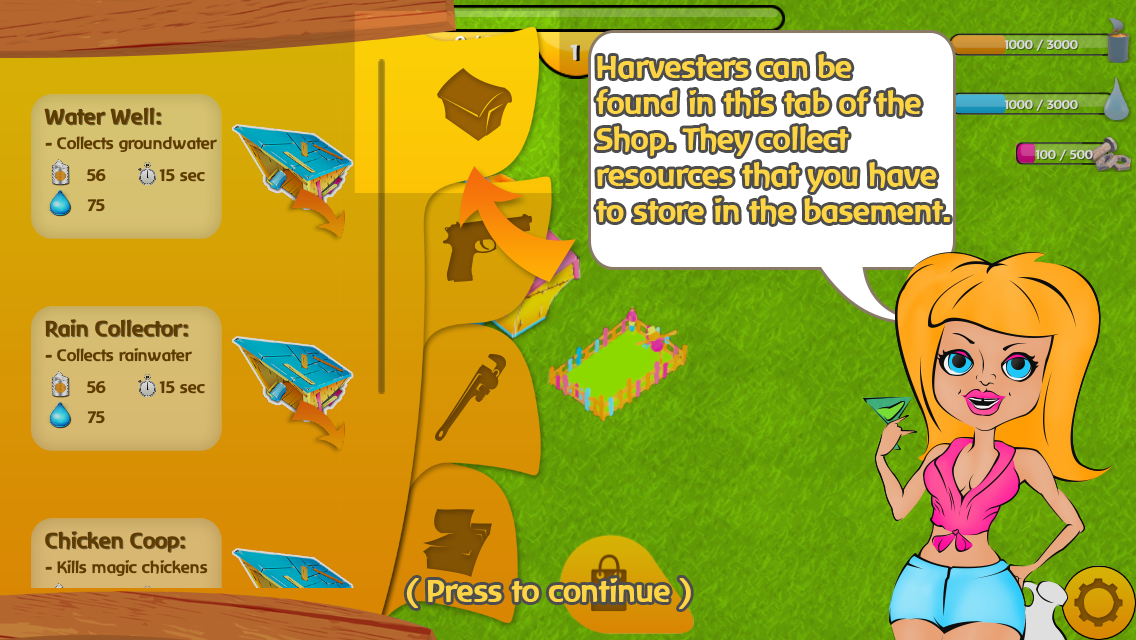 1
1000 / 3000
1000 / 3000
100 / 500
Harvesters can be
found in this tab of the
Shop. They collect
resources that you have
to store in the basement.
Water Well:
- Collects groundwater
56 15 sec
75
Rain Collector:
- Collects rainwater
56 15 sec
75
Chicken Coop:
- Kills magic chickens
( Press to continue )